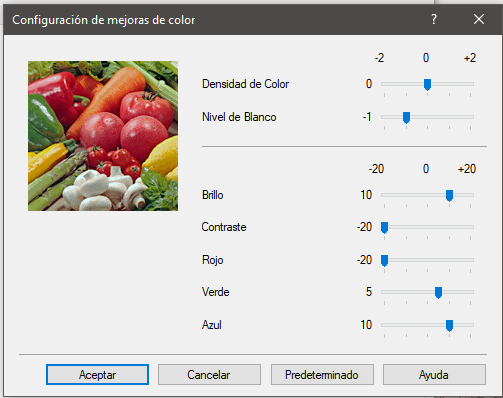 Configuración de mejoras de color ?
-2 0 +2
Densidad de Color 0
Nivel de Blanco -1
-20 0 +20
Brillo 10
Contraste -20
Rojo -20
Verde 5
Azul 10
Aceptar Cancelar Predeterminado Ayuda